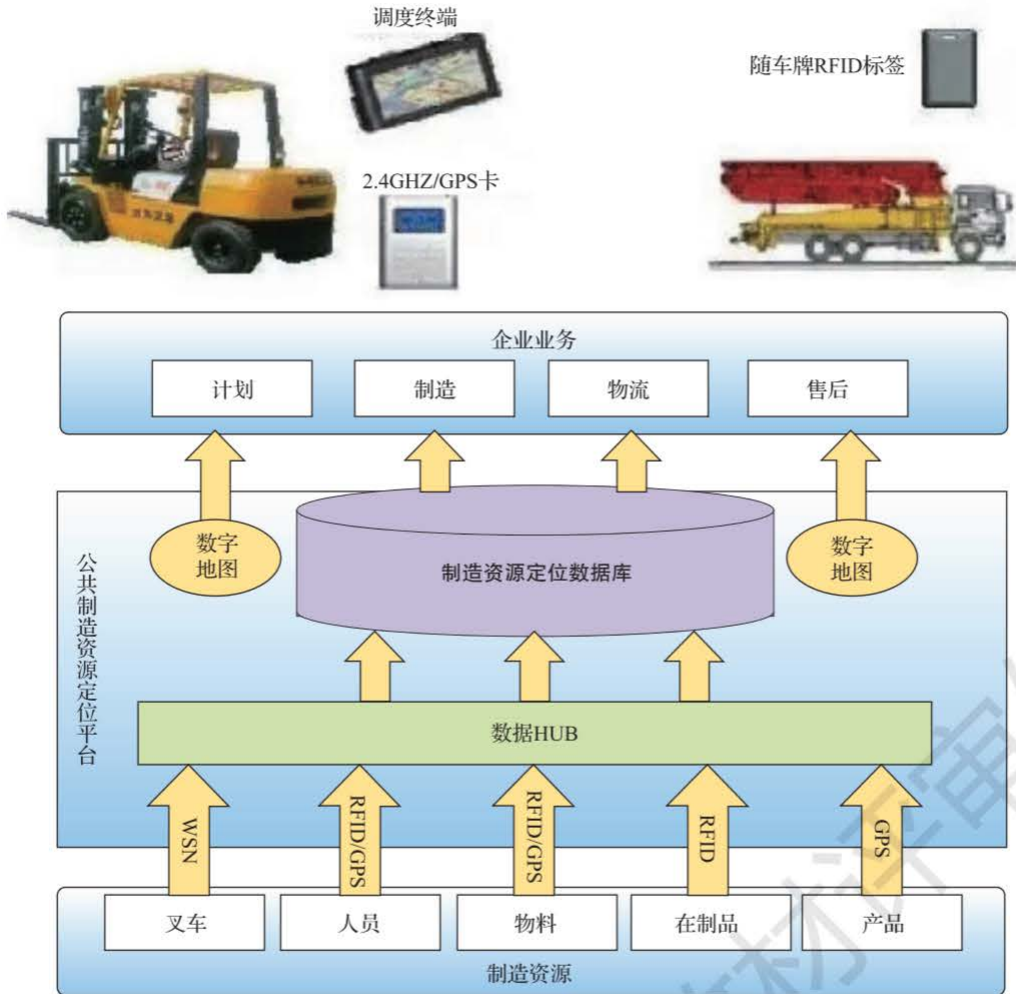 调度终端
随车牌RFID标签
2.4GHZ/GPS卡
企业业务
计划
制造
物流
售后
数字
地图
制造资源定位数据库
数字
地图
公共制造资源定位平台
数据HUB
WSN
RFID/GPS
RFID/GPS
RFID
GPS
叉车
人员
物料
在制品
产品
制造资源